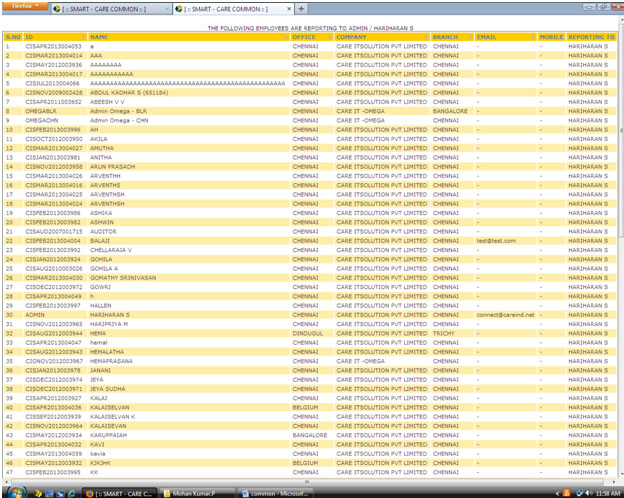 Firefox
[ :: SMART - CARE COMMON :: ]
[ :: SMART - CARE COMMON :: ]
THE FOLLOWING EMPLOYEES ARE REPORTING TO ADMIN / HARIHARAN S
S.NO ID NAME OFFICE COMPANY BRANCH EMAIL MOBILE REPORTING TO
1 CISAPR2013004053 a CHENNAI CARE ITSOLUTION PVT LIMITED CHENNAI - - HARIHARAN S
2 CISMAR2013004014 AAA CHENNAI CARE ITSOLUTION PVT LIMITED CHENNAI - - HARIHARAN S
3 CISMAY2012003936 AAAAAAAA CHENNAI CARE ITSOLUTION PVT LIMITED CHENNAI - - HARIHARAN S
4 CISMAR2013004017 AAAAAAAAAAA CHENNAI CARE ITSOLUTION PVT LIMITED CHENNAI - - HARIHARAN S
5 CISJUL2013004066 CHENNAI CARE ITSOLUTION PVT LIMITED CHENNAI - - HARIHARAN S
6 CISNOV2009002428 ABDUL KADHAR S (651184) CHENNAI CARE ITSOLUTION PVT LIMITED CHENNAI - - HARIHARAN S
7 CISAPR2011003652 ABEESH V V CHENNAI CARE ITSOLUTION PVT LIMITED CHENNAI - - HARIHARAN S
8 OMEGABLR Admin Omega - BLR CHENNAI CARE IT -OMEGA BANGALORE - - HARIHARAN S
9 OMEGACHN Admin Omega - CHN CHENNAI CARE IT -OMEGA CHENNAI - - HARIHARAN S
10 CISFEB2013003996 AH CHENNAI CARE ITSOLUTION PVT LIMITED CHENNAI - - HARIHARAN S
11 CISOCT2012003950 AKILA CHENNAI CARE ITSOLUTION PVT LIMITED CHENNAI - - HARIHARAN S
12 CISMAR2013004027 AMUTHA CHENNAI CARE ITSOLUTION PVT LIMITED CHENNAI - - HARIHARAN S
13 CISJAN2013003981 ANITHA CHENNAI CARE ITSOLUTION PVT LIMITED CHENNAI - - HARIHARAN S
14 CISNOV2012003958 ARUN PRASADH CHENNAI CARE ITSOLUTION PVT LIMITED CHENNAI - - HARIHARAN S
15 CISMAR2013004026 ARVENTHH CHENNAI CARE ITSOLUTION PVT LIMITED CHENNAI - - HARIHARAN S
16 CISMAR2013004016 ARVENTHS CHENNAI CARE ITSOLUTION PVT LIMITED CHENNAI - - HARIHARAN S
17 CISMAR2013004025 ARVENTHSH CHENNAI CARE ITSOLUTION PVT LIMITED CHENNAI - - HARIHARAN S
18 CISMAR2013004024 ARVENTHSH CHENNAI CARE ITSOLUTION PVT LIMITED CHENNAI - - HARIHARAN S
19 CISFEB2013003986 ASHIKA CHENNAI CARE ITSOLUTION PVT LIMITED CHENNAI - - HARIHARAN S
20 CISFEB2013003982 ASHWIN CHENNAI CARE ITSOLUTION PVT LIMITED CHENNAI - - HARIHARAN S
21 CISAUD2007001715 AUDITOR CHENNAI CARE ITSOLUTION PVT LIMITED CHENNAI - - HARIHARAN S
22 CISFEB2013004004 BALAJI CHENNAI CARE ITSOLUTION PVT LIMITED CHENNAI test@test.com - HARIHARAN S
23 CISFEB2013003992 CHELLARAJA V CHENNAI CARE ITSOLUTION PVT LIMITED CHENNAI - - HARIHARAN S
24 CISJAN2012003924 GOHILA CHENNAI CARE ITSOLUTION PVT LIMITED CHENNAI - - HARIHARAN S
25 CISAUG2010003026 GOHILA A CHENNAI CARE ITSOLUTION PVT LIMITED CHENNAI - - HARIHARAN S
26 CISMAR2013004030 GOMATHY SRINIVASAN CHENNAI CARE ITSOLUTION PVT LIMITED CHENNAI - - HARIHARAN S
27 CISDEC2012003972 GOWRI CHENNAI CARE ITSOLUTION PVT LIMITED CHENNAI - - HARIHARAN S
28 CISAPR2013004049 h CHENNAI CARE ITSOLUTION PVT LIMITED CHENNAI - - HARIHARAN S
29 CISFEB2013003997 HALLEN CHENNAI CARE ITSOLUTION PVT LIMITED CHENNAI - - HARIHARAN S
30 ADMIN HARIHARAN S CHENNAI CARE ITSOLUTION PVT LIMITED CHENNAI connect@careind.net - HARIHARAN S
31 CISNOV2012003965 HARIPRIYA M CHENNAI CARE ITSOLUTION PVT LIMITED CHENNAI - - HARIHARAN S
32 CISAUG2012003944 HEMA DINDUGUL CARE ITSOLUTION PVT LIMITED TRICHY - - HARIHARAN S
33 CISAPR2013004047 hemal CHENNAI CARE ITSOLUTION PVT LIMITED CHENNAI - - HARIHARAN S
34 CISAUG2012003943 HEMALATHA CHENNAI CARE ITSOLUTION PVT LIMITED CHENNAI - - HARIHARAN S
35 CIONOV2012003967 HEMAPRASANA CHENNAI CARE IT -OMEGA CHENNAI - - HARIHARAN S
36 CISJAN2013003978 JANANI CHENNAI CARE ITSOLUTION PVT LIMITED CHENNAI - - HARIHARAN S
37 CISDEC2012003974 JEYA CHENNAI CARE ITSOLUTION PVT LIMITED CHENNAI - - HARIHARAN S
38 CISDEC2012003971 JEYA SUDHA CHENNAI CARE ITSOLUTION PVT LIMITED CHENNAI - - HARIHARAN S
39 CISAPR2012003927 KALAI CHENNAI CARE ITSOLUTION PVT LIMITED CHENNAI - - HARIHARAN S
40 CISAPR2013004036 KALAISELVAN BELGIUM CARE ITSOLUTION PVT LIMITED CHENNAI - - HARIHARAN S
41 CISSEP2012003939 KALAISELVAN K CHENNAI CARE ITSOLUTION PVT LIMITED CHENNAI - - HARIHARAN S
42 CISNOV2012003964 KALAISEVAN CHENNAI CARE ITSOLUTION PVT LIMITED CHENNAI - - HARIHARAN S
43 CISMAY2012003934 KARUPPAIAH BANGALORE CARE ITSOLUTION PVT LIMITED CHENNAI - - HARIHARAN S
44 CISAPR2013004032 KAVI CHENNAI CARE ITSOLUTION PVT LIMITED CHENNAI - - HARIHARAN S
45 CISMAY2013004059 kavia CHENNAI CARE ITSOLUTION PVT LIMITED CHENNAI - - HARIHARAN S
46 CISMAY2012003932 KJKJHK BELGIUM CARE ITSOLUTION PVT LIMITED CHENNAI - - HARIHARAN S
47 CISFEB2013003995 KK CHENNAI CARE ITSOLUTION PVT LIMITED CHENNAI - - HARIHARAN S
[ :: SMART - CARE C... Mohan Kumar.P common - Microsof... 11:58 AM